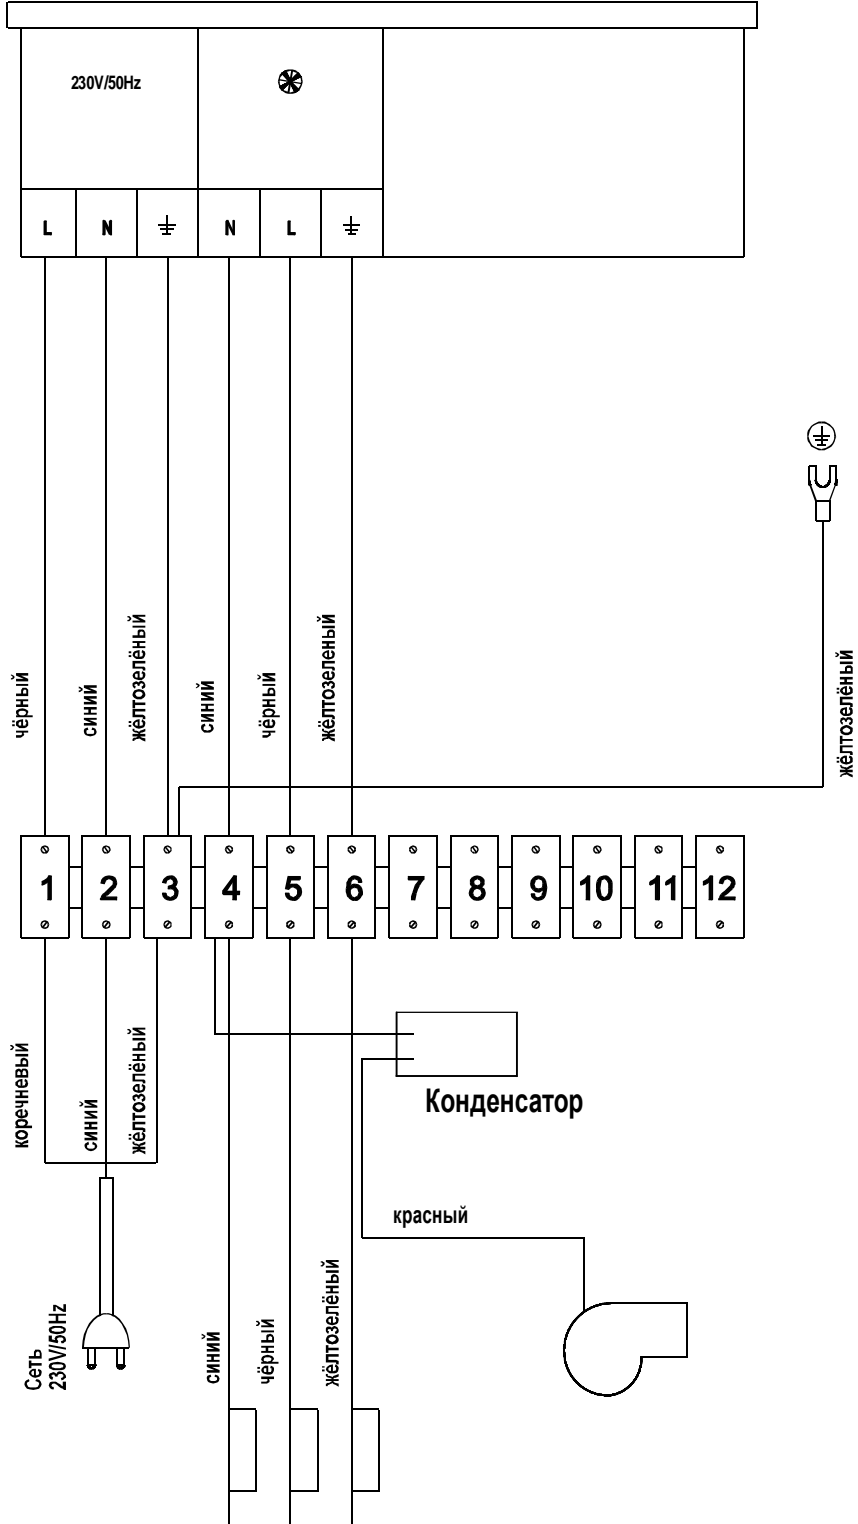 230V/50Hz
L
N
N
L
чёрный
синий
жёлтозелёный
синий
чёрный
жёлтозеленый
жёлтозелёный
1
2
3
4
5
6
7
8
9
10
11
12
коречневый
синий
жёлтозелёный
Конденсатор
красный
Сеть
230V/50Hz
синий
чёрный
жёлтозелёный